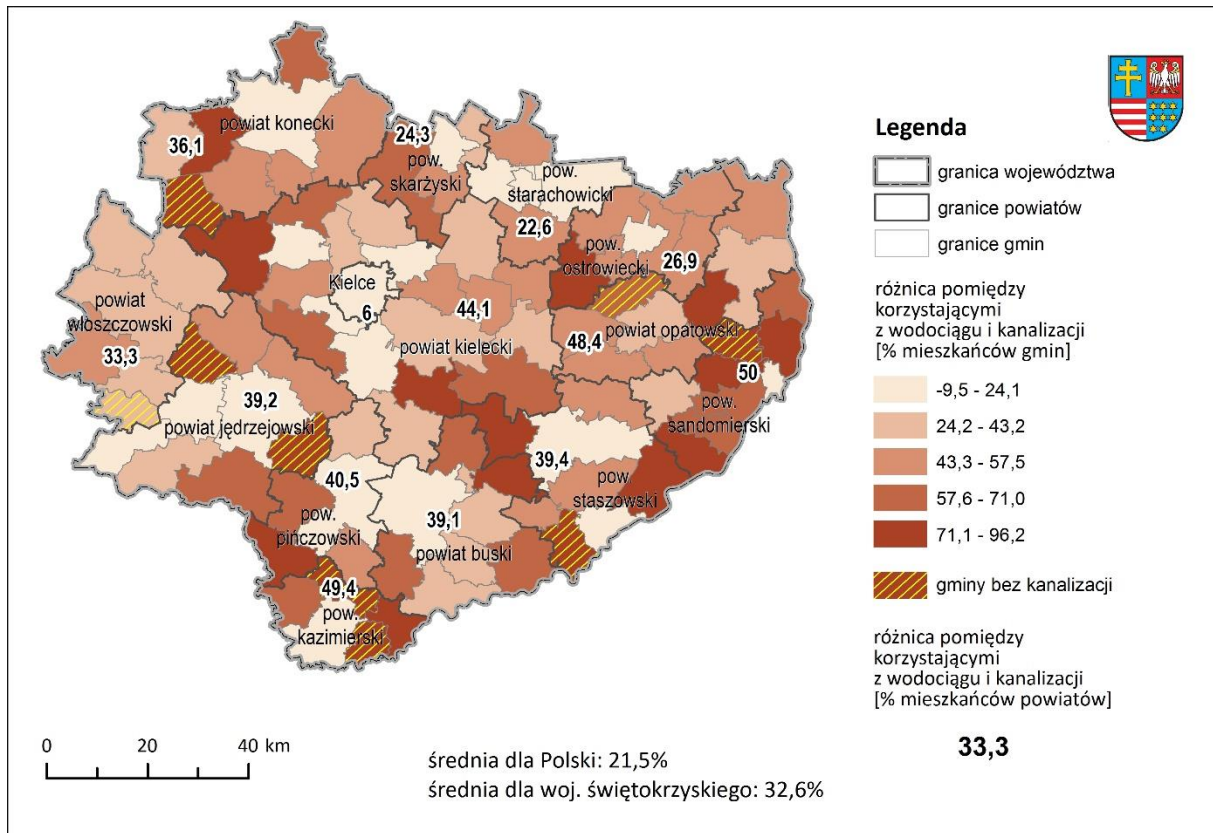 powiat konecki
36,1
24,3
pow.
skarżyski
pow.
starachowicki
22,6
pow.
ostrowiecki
26,9
Kielce
6
44,1
powiat kielecki
powiat
włoszczowski
33,3
48,4
powiat opatowski
50
pow.
sandomierski
39,2
powiat jędrzejowski
39,4
pow.
staszowski
40,5
pow.
pińczowski
39,1
powiat buski
49,4
pow.
kazimierski
Legenda
granica województwa
granice powiatów
granice gmin
różnica pomiędzy
korzystającymi
z wodociągu i kanalizacji
[% mieszkańców gmin]
-9,5 - 24,1
24,2 - 43,2
43,3 - 57,5
57,6 - 71,0
71,1 - 96,2
gminy bez kanalizacji
różnica pomiędzy
korzystającymi
z wodociągu i kanalizacji
[% mieszkańców powiatów]
33,3
0 20 40 km
średnia dla Polski: 21,5%
średnia dla woj. świętokrzyskiego: 32,6%